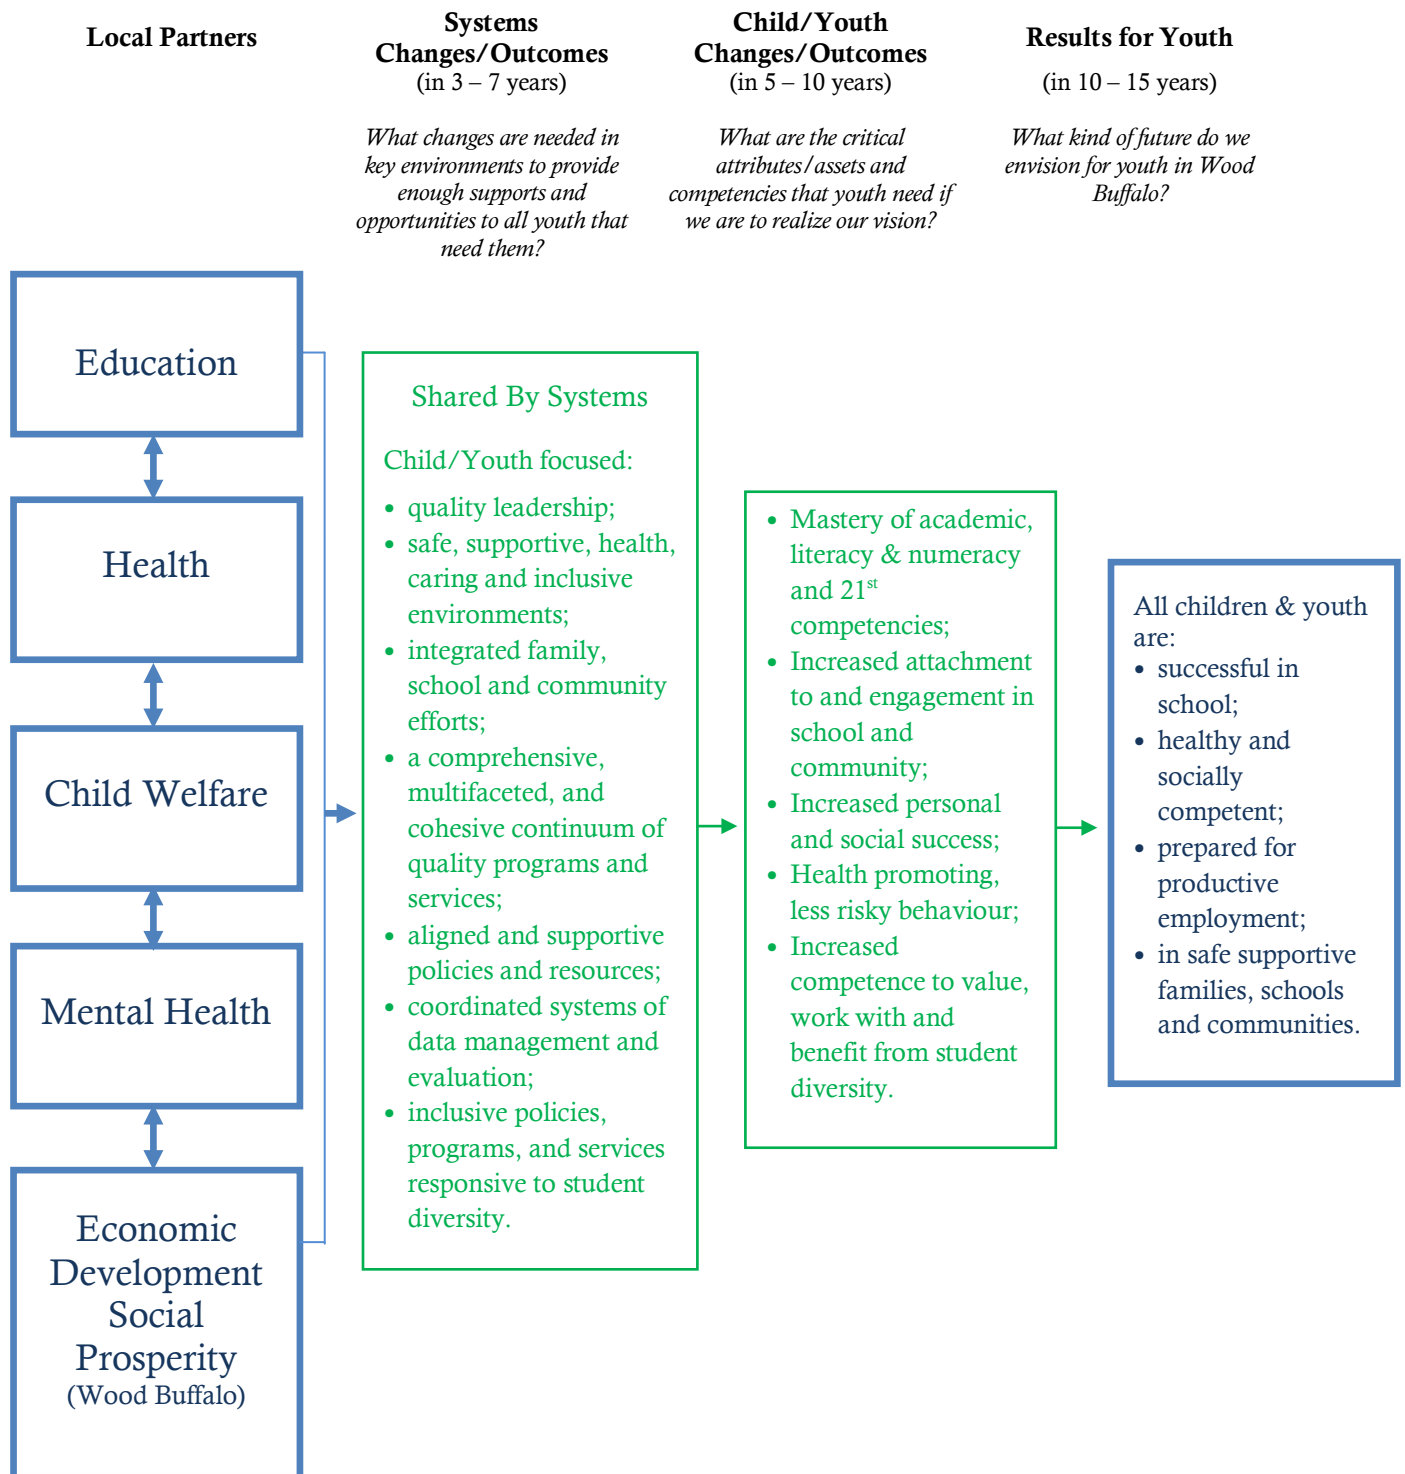 Local Partners
Systems
Changes/Outcomes
(in 3 – 7 years)
What changes are needed in
key environments to provide
enough supports and
opportunities to all youth that
need them?
Child/Youth
Changes/Outcomes
(in 5 – 10 years)
What are the critical
attributes/assets and
competencies that youth need if
we are to realize our vision?
Results for Youth
(in 10 – 15 years)
What kind of future do we
envision for youth in Wood
Buffalo?
Education
Health
Child Welfare
Mental Health
Economic
Development
Social
Prosperity
(Wood Buffalo)
Shared By Systems
Child/Youth focused:
• quality leadership;
• safe, supportive, health,
caring and inclusive
environments;
• integrated family,
school and community
efforts;
• a comprehensive,
multifaceted, and
cohesive continuum of
quality programs and
services;
• aligned and supportive
policies and resources;
• coordinated systems of
data management and
evaluation;
• inclusive policies,
programs, and services
responsive to student
diversity.
• Mastery of academic,
literacy & numeracy
and 21st
competencies;
• Increased attachment
to and engagement in
school and
community;
• Increased personal
and social success;
• Health promoting,
less risky behaviour;
• Increased
competence to value,
work with and
benefit from student
diversity.
All children & youth
are:
• successful in
school;
• healthy and
socially
competent;
• prepared for
productive
employment;
• in safe supportive
families, schools
and communities.